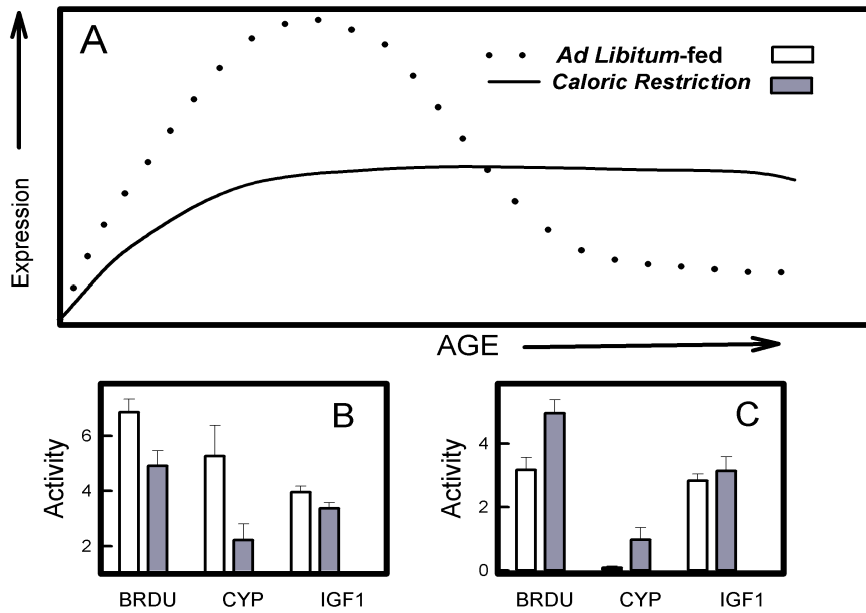 A
Ad Libitum-fed
Caloric Restriction
Expression
AGE
B
Activity
6
4
2
BRDU CYP IGF1
C
Activity
4
2
0
BRDU CYP IGF1